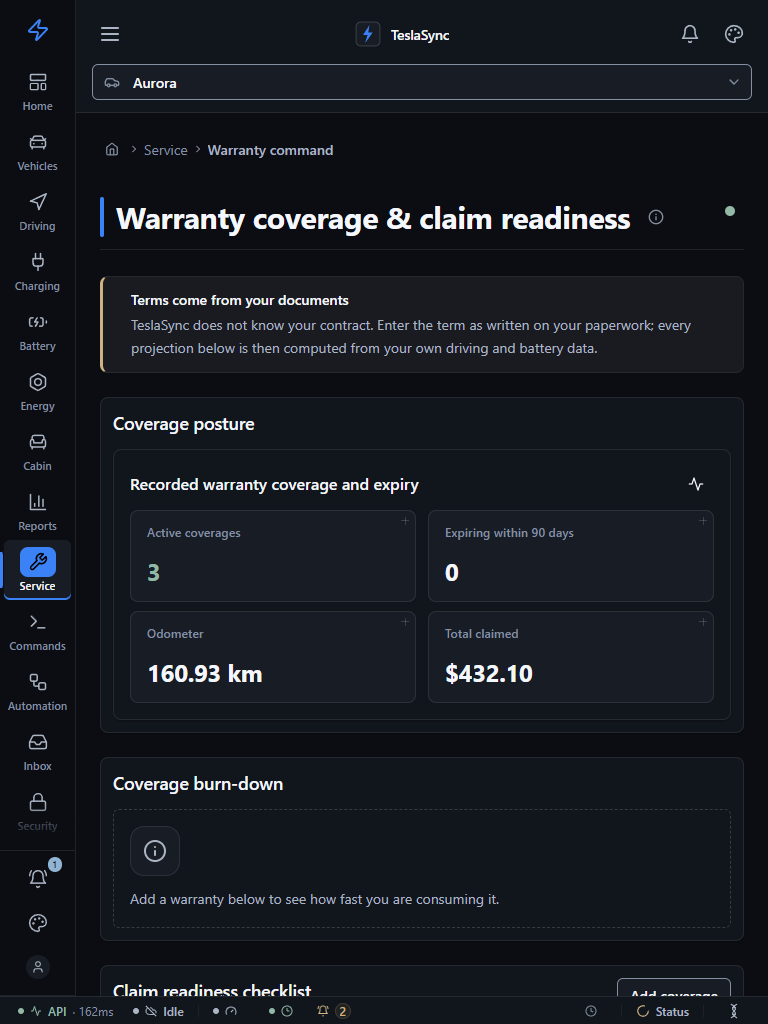 TeslaSync
Aurora
Home
Vehicles
Driving
Charging
Battery
Energy
Cabin
Reports
Service
Commands
Automation
Inbox
Security
1
Service
Warranty command
Warranty coverage & claim readiness
Terms come from your documents
TeslaSync does not know your contract. Enter the term as written on your paperwork; every
projection below is then computed from your own driving and battery data.
Coverage posture
Recorded warranty coverage and expiry
Active coverages
3
Expiring within 90 days
0
Odometer
160.93 km
Total claimed
$432.10
Coverage burn-down
Add a warranty below to see how fast you are consuming it.
Claim readiness checklist
Add coverage
API · 162ms
Idle
2
Status